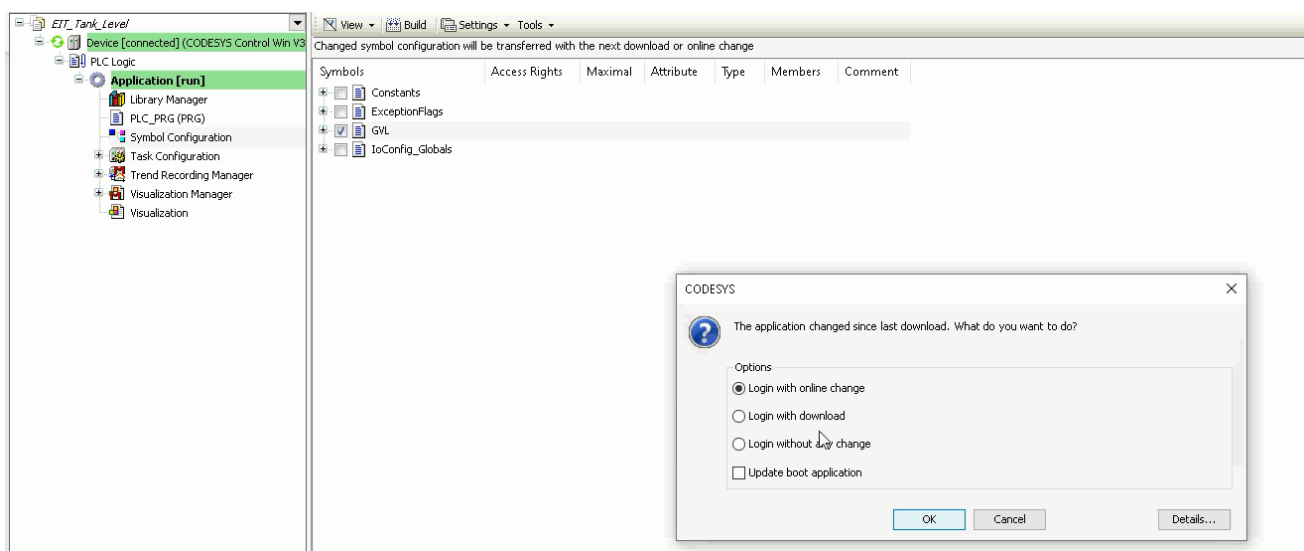 EIT_Tank_Level
Device [connected] (CODESYS Control Win V3
PLC Logic
Application [run]
Library Manager
PLC_PRG (PRG)
Symbol Configuration
Task Configuration
Trend Recording Manager
Visualization Manager
Visualization
View Build Settings Tools
Changed symbol configuration will be transferred with the next download or online change
Symbols Access Rights Maximal Attribute Type Members Comment
Constants
ExceptionFlags
GVL
IoConfig_Globals
CODESYS
The application changed since last download. What do you want to do?
Options
Login with online change
Login with download
Login without any change
Update boot application
OK Cancel Details...